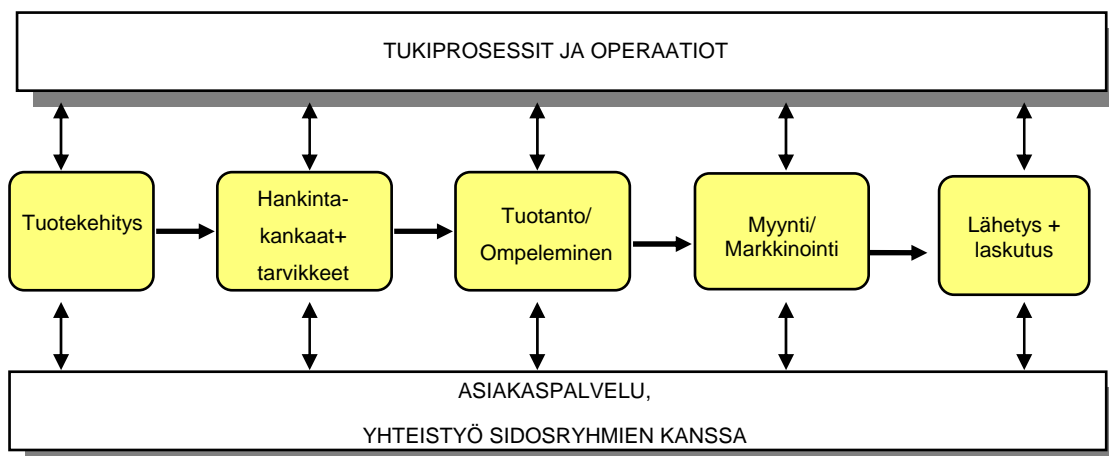 TUKIPROSESSIT JA OPERAATIOT
Tuotekehitys
Hankinta-
kankaat+
tarvikkeet
Tuotanto/
Ompeleminen
Myynti/
Markkinointi
Lähetys +
laskutus
ASIAKASPALVELU,
YHTEISTYÖ SIDOSRYHMIEN KANSSA